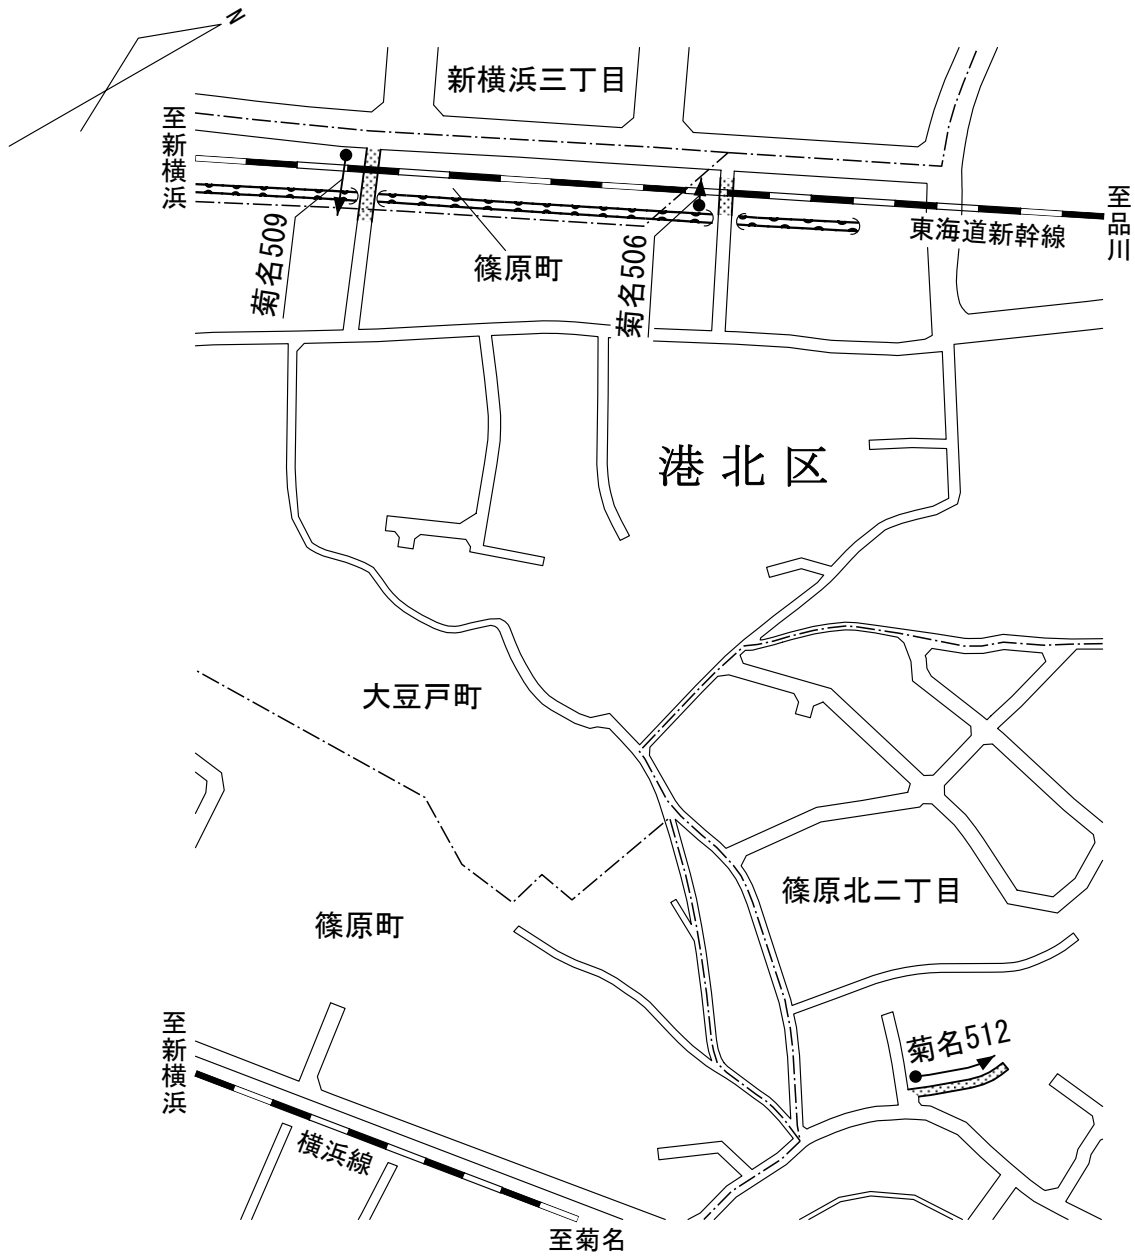 N
新横浜三丁目
至新横浜
至品川
東海道新幹線
菊名509
篠原町
菊名506
港北区
大豆戸町
篠原北二丁目
篠原町
至新横浜
菊名512
横浜線
至菊名